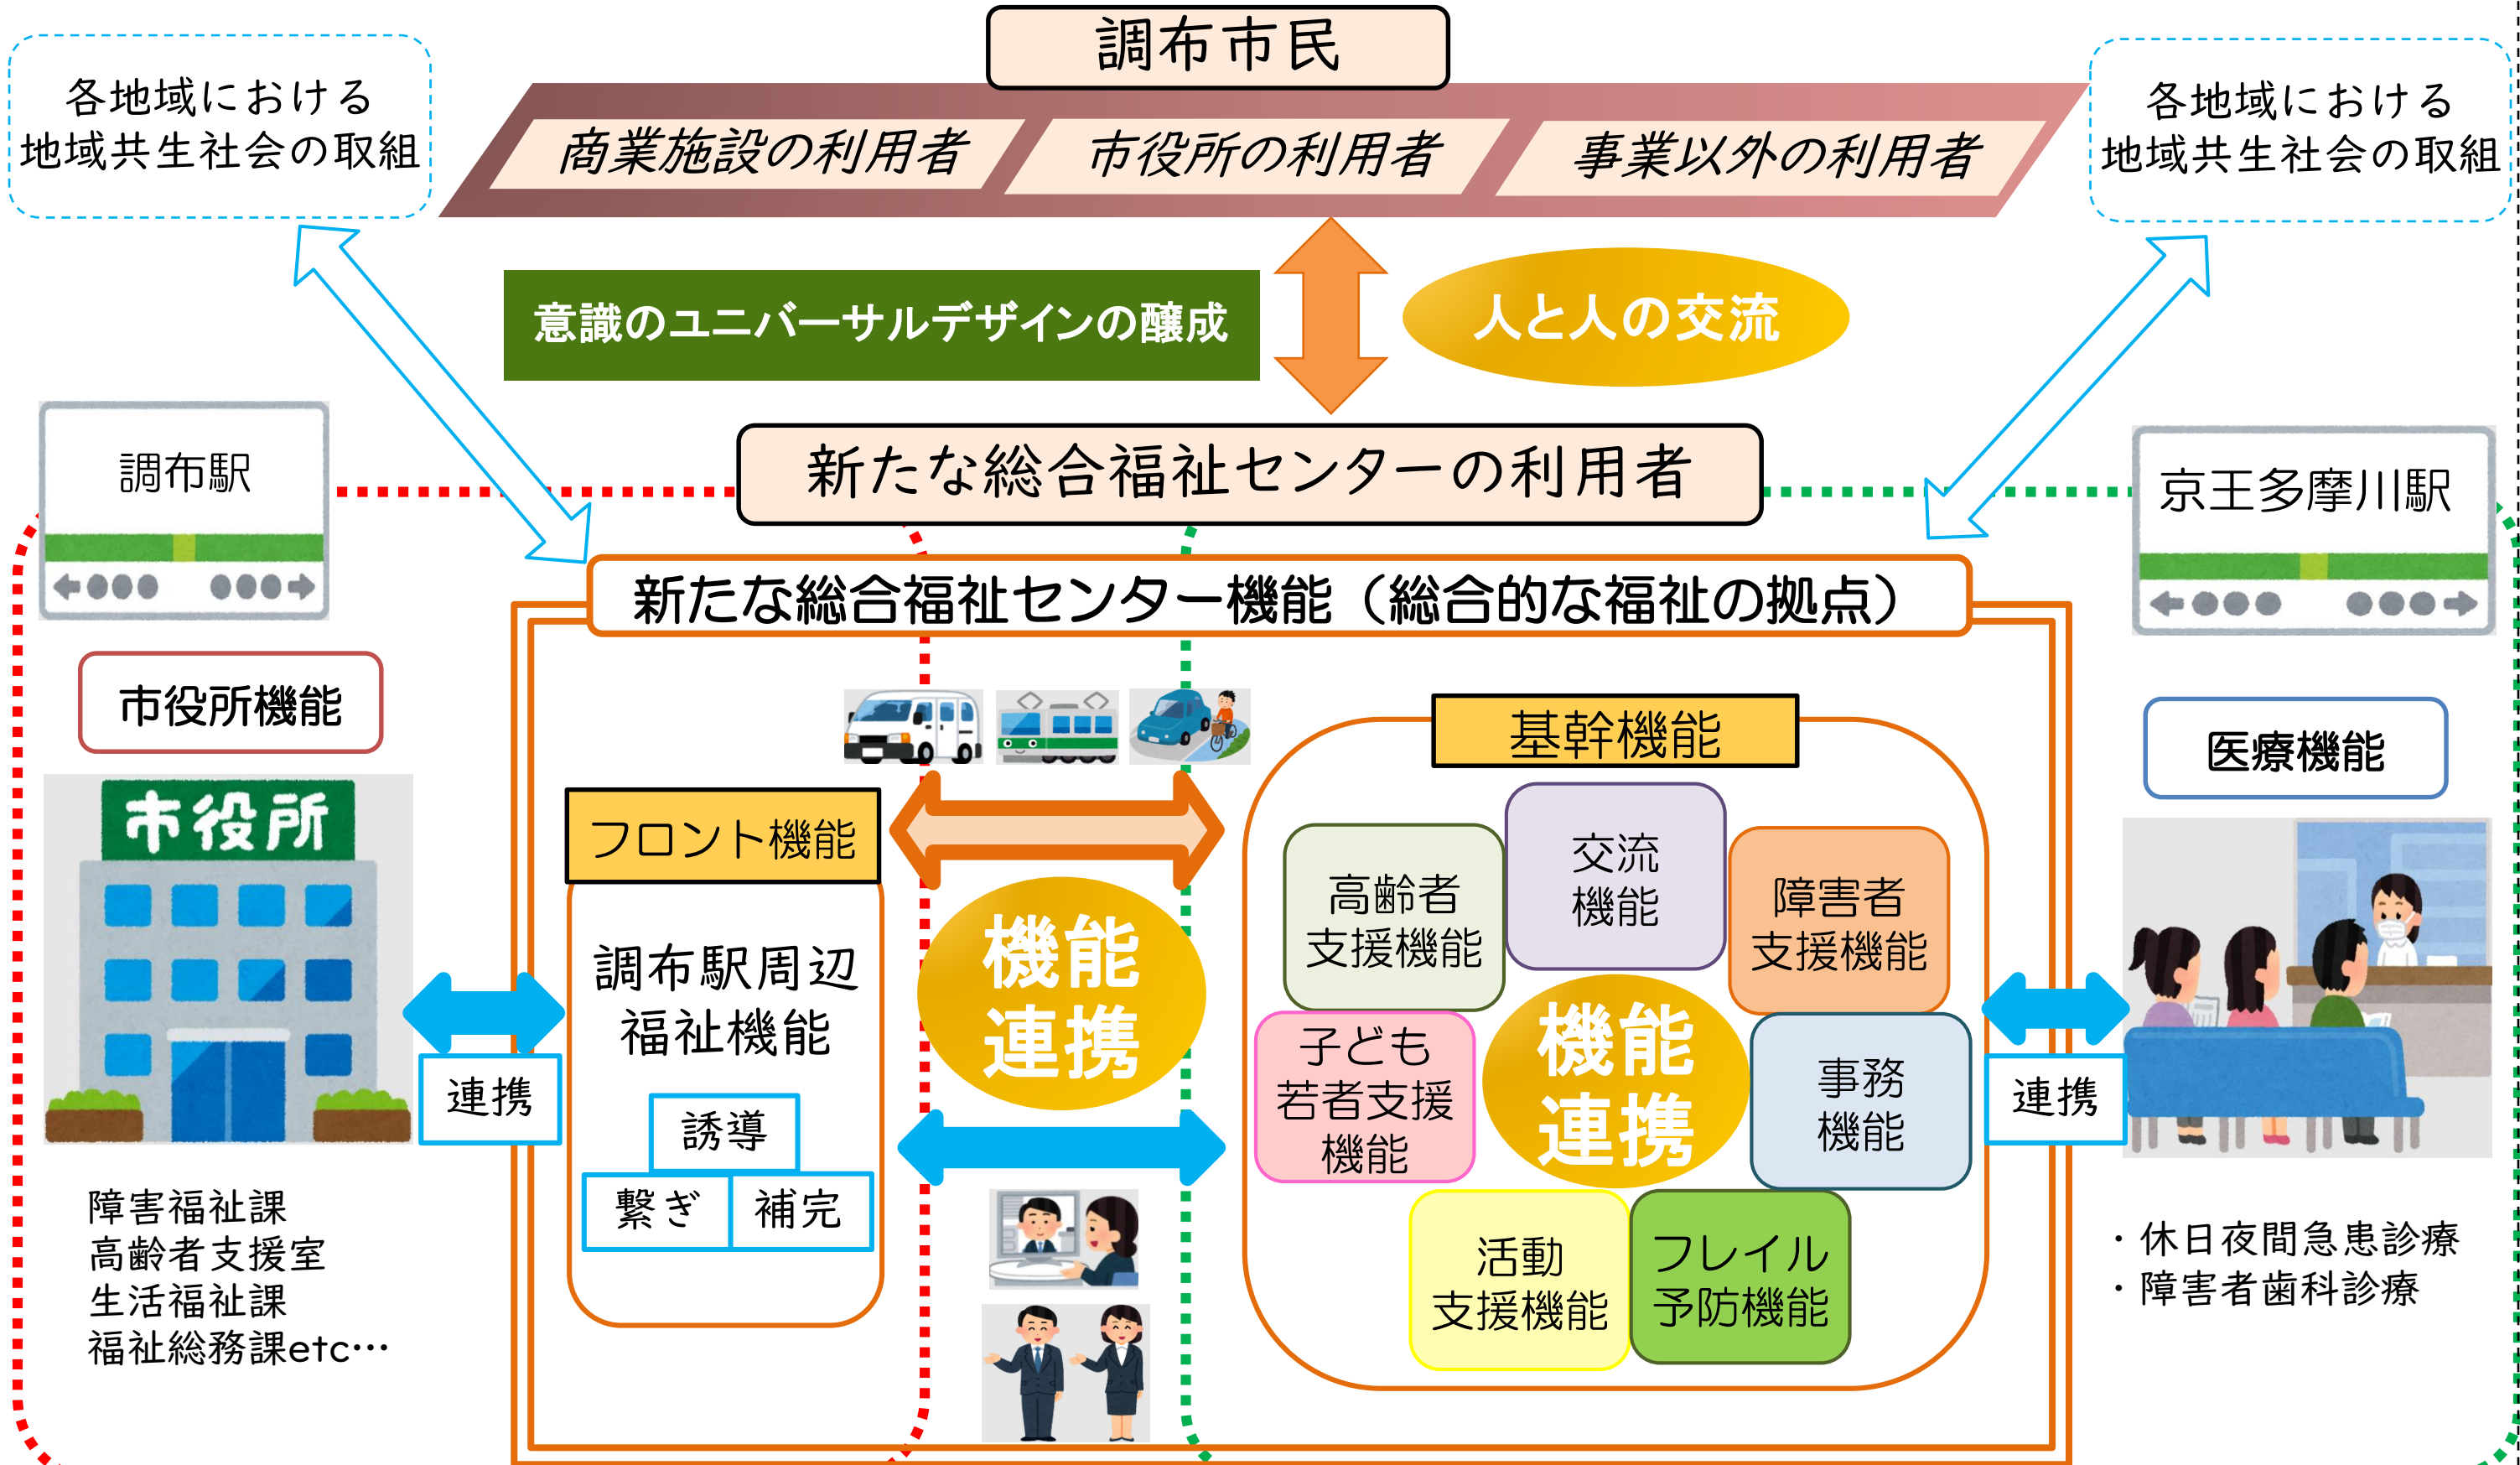 調布市民
各地域における
地域共生社会の取組
商業施設の利用者
市役所の利用者
事業以外の利用者
各地域における
地域共生社会の取組
意識のユニバーサルデザインの醸成
人と人の交流
調布駅
新たな総合福祉センターの利用者
京王多摩川駅
新たな総合福祉センター機能（総合的な福祉の拠点）
市役所機能
市役所
連携
障害福祉課
高齢者支援室
生活福祉課
福祉総務課etc…
フロント機能
調布駅周辺
福祉機能
誘導
繋ぎ
補完
機能
連携
基幹機能
高齢者
支援機能
交流
機能
障害者
支援機能
子ども
若者支援
機能
機能
連携
事務
機能
活動
支援機能
フレイル
予防機能
医療機能
連携
・休日夜間急患診療
・障害者歯科診療